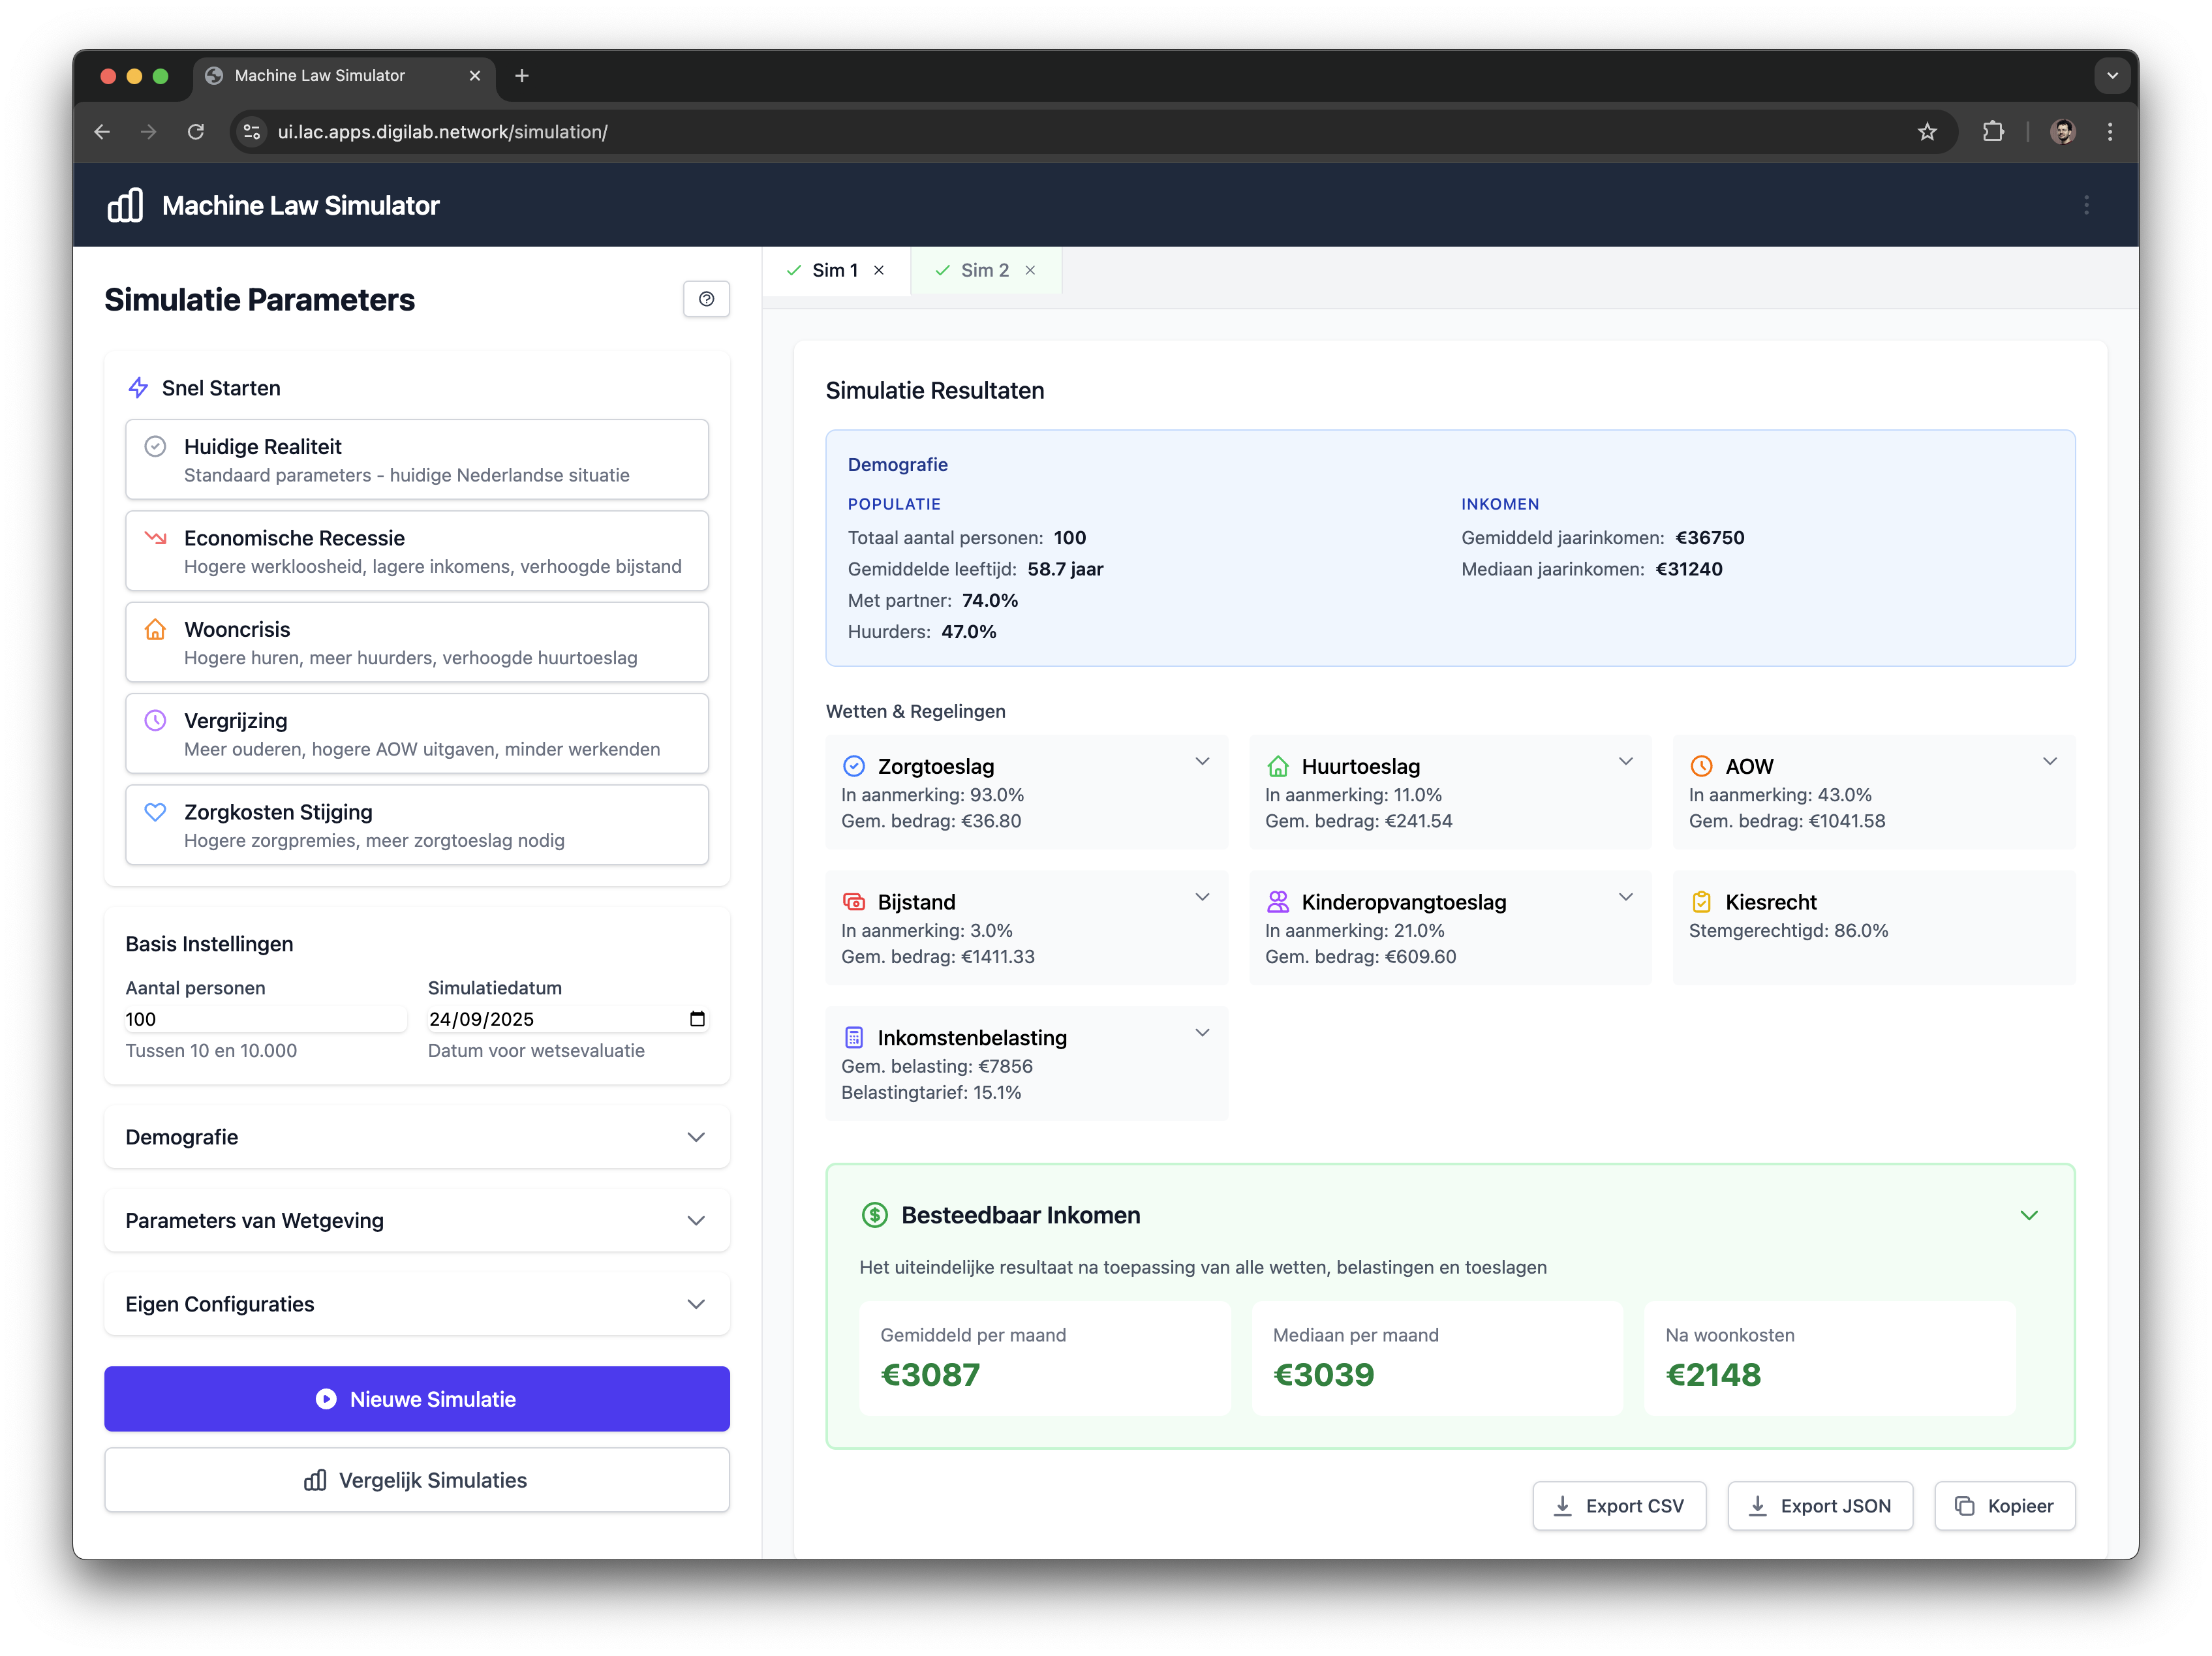 Machine Law Simulator
ui.lac.apps.digilab.network/simulation/
Machine Law Simulator
Simulatie Parameters
Snel Starten
Huidige Realiteit
Standaard parameters - huidige Nederlandse situatie
Economische Recessie
Hogere werkloosheid, lagere inkomens, verhoogde bijstand
Wooncrisis
Hogere huren, meer huurders, verhoogde huurtoeslag
Vergrijzing
Meer ouderen, hogere AOW uitgaven, minder werkenden
Zorgkosten Stijging
Hogere zorgpremies, meer zorgtoeslag nodig
Basis Instellingen
Aantal personen
100
Tussen 10 en 10.000
Simulatiedatum
24/09/2025
Datum voor wetsevaluatie
Demografie
Parameters van Wetgeving
Eigen Configuraties
Nieuwe Simulatie
Vergelijk Simulaties
Sim 1
Sim 2
Simulatie Resultaten
Demografie
POPULATIE
Totaal aantal personen: 100
Gemiddelde leeftijd: 58.7 jaar
Met partner: 74.0%
Huurders: 47.0%
INKOMEN
Gemiddeld jaarinkomen: €36750
Mediaan jaarinkomen: €31240
Wetten & Regelingen
Zorgtoeslag
In aanmerking: 93.0%
Gem. bedrag: €36.80
Huurtoeslag
In aanmerking: 11.0%
Gem. bedrag: €241.54
AOW
In aanmerking: 43.0%
Gem. bedrag: €1041.58
Bijstand
In aanmerking: 3.0%
Gem. bedrag: €1411.33
Kinderopvangtoeslag
In aanmerking: 21.0%
Gem. bedrag: €609.60
Kiesrecht
Stemgerechtigd: 86.0%
Inkomstenbelasting
Gem. belasting: €7856
Belastingtarief: 15.1%
Besteedbaar Inkomen
Het uiteindelijke resultaat na toepassing van alle wetten, belastingen en toeslagen
Gemiddeld per maand
€3087
Mediaan per maand
€3039
Na woonkosten
€2148
Export CSV
Export JSON
Kopieer